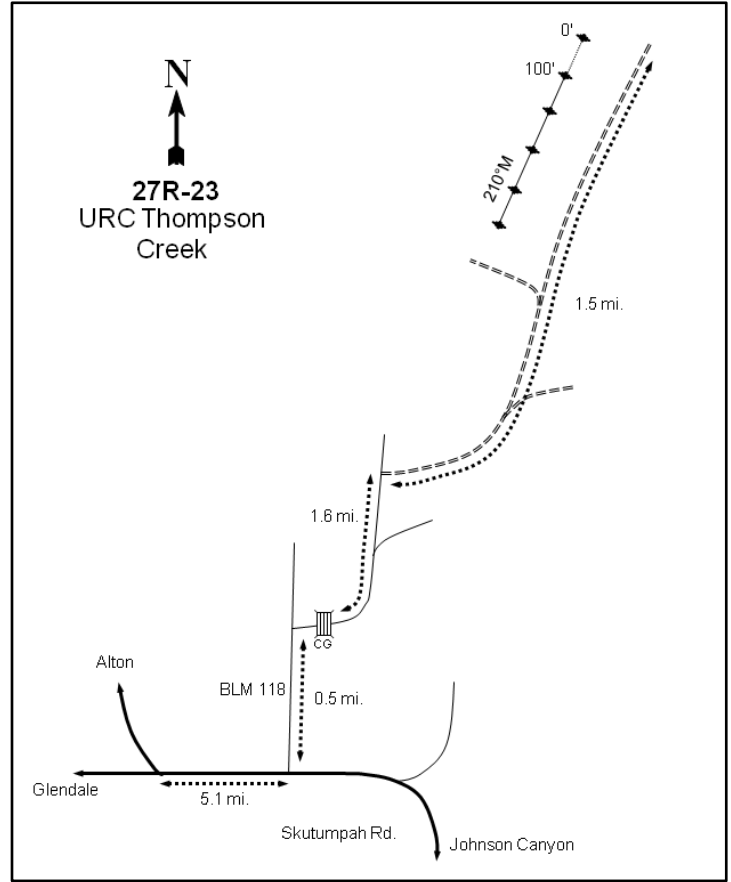 0'
100'
210°M
N
27R-23
URC Thompson
Creek
1.5 mi.
1.6 mi.
CG
Alton
BLM 118
0.5 mi.
Glendale
5.1 mi.
Skutumpah Rd.
Johnson Canyon